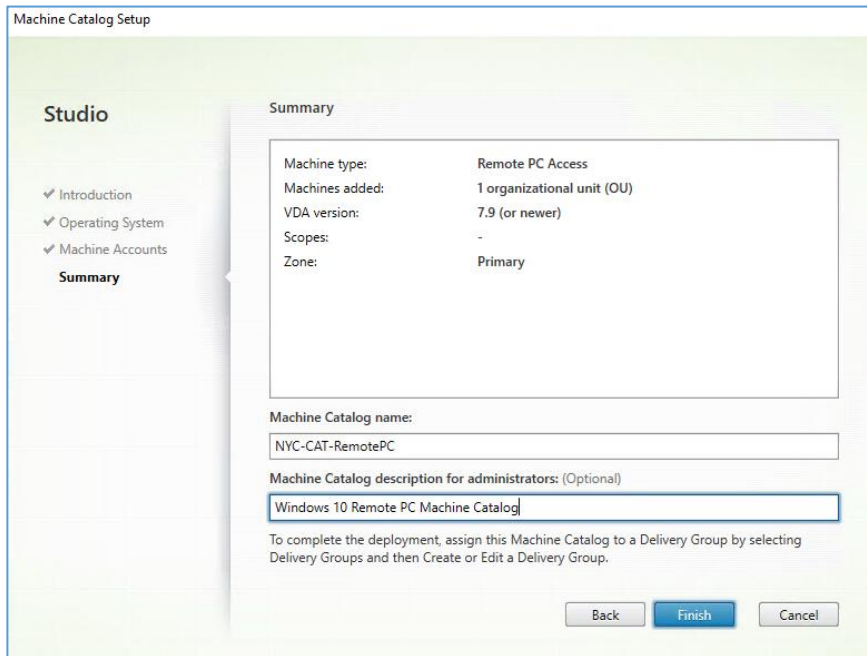 Machine Catalog Setup
Studio
Introduction
Operating System
Machine Accounts
Summary
Summary
Machine type: Remote PC Access
Machines added: 1 organizational unit (OU)
VDA version: 7.9 (or newer)
Scopes: -
Zone: Primary
Machine Catalog name:
NYC-CAT-RemotePC
Machine Catalog description for administrators: (Optional)
Windows 10 Remote PC Machine Catalog
To complete the deployment, assign this Machine Catalog to a Delivery Group by selecting
Delivery Groups and then Create or Edit a Delivery Group.
Back Finish Cancel